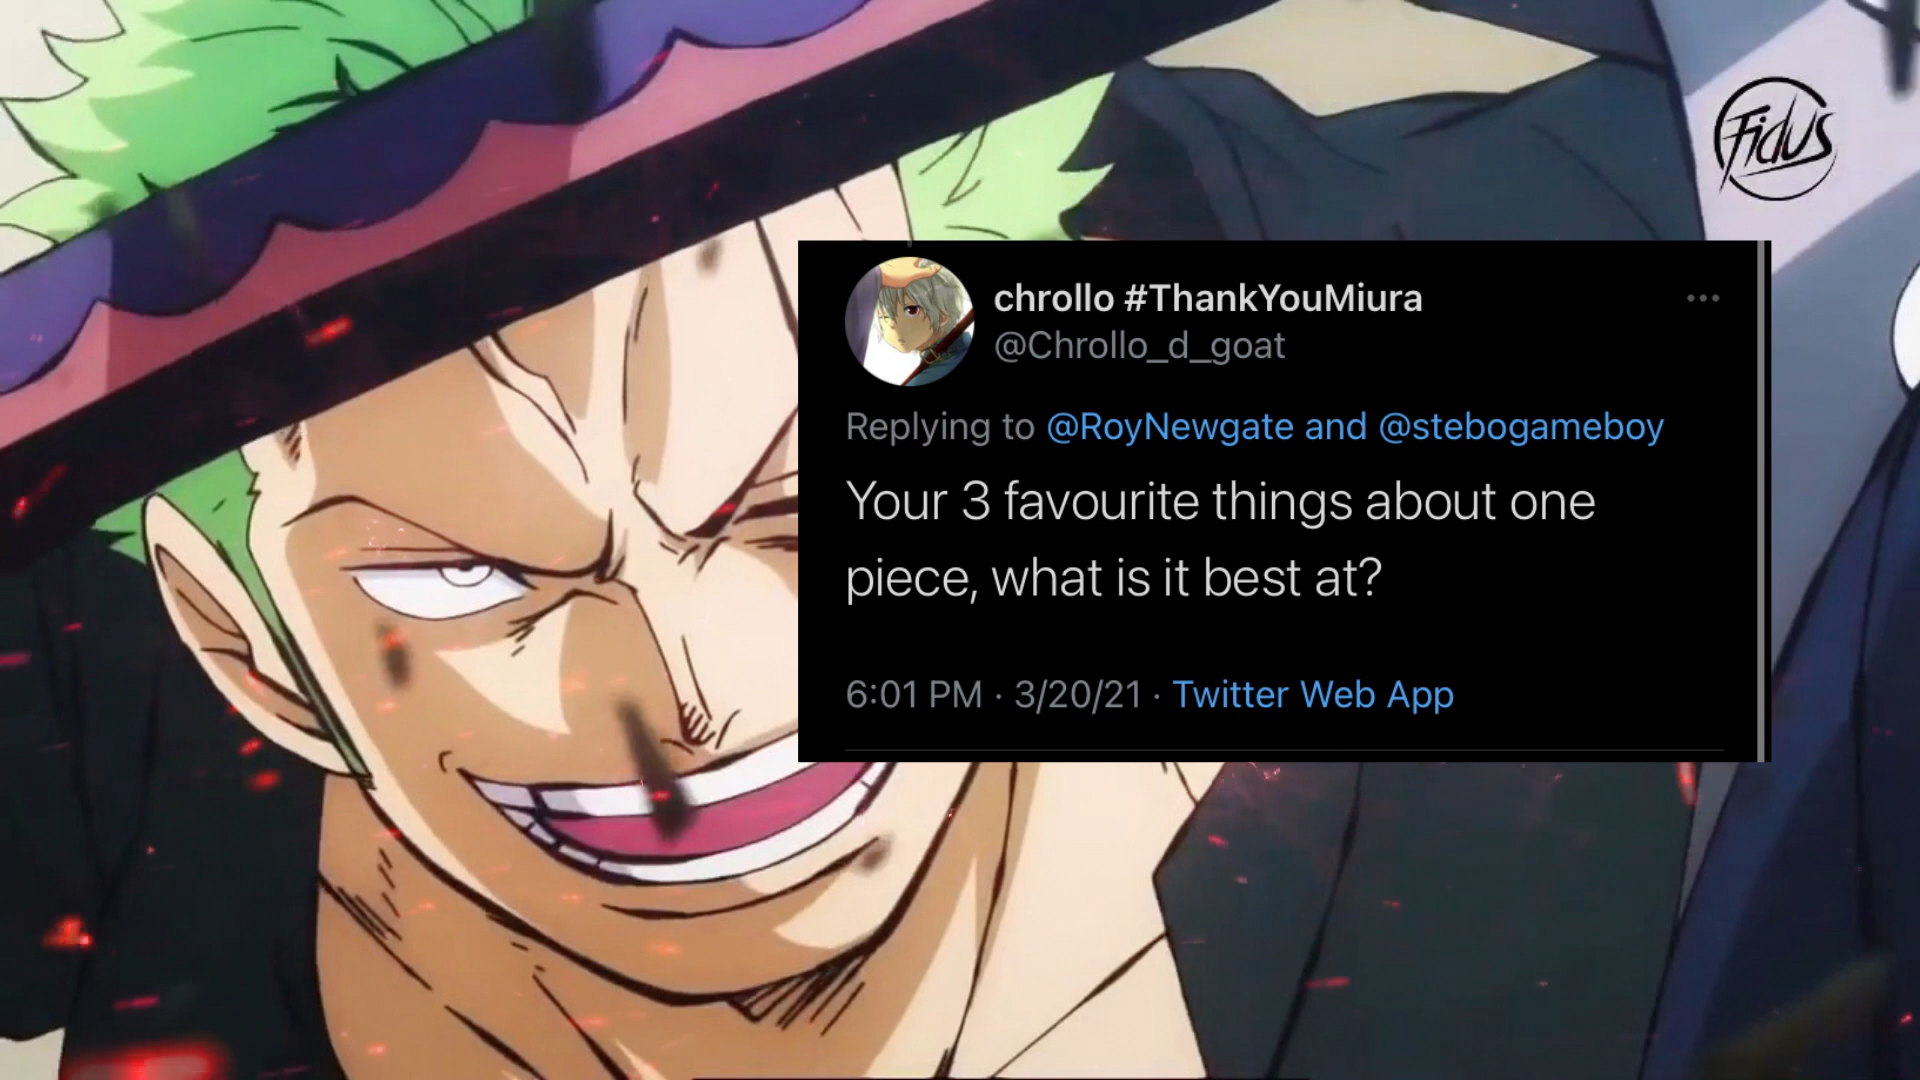 Fidus
chrollo #ThankYouMiura
@Chrollo_d_goat
Replying to @RoyNewgate and @stebogameboy
Your 3 favourite things about one
piece, what is it best at?
6:01 PM · 3/20/21 · Twitter Web App